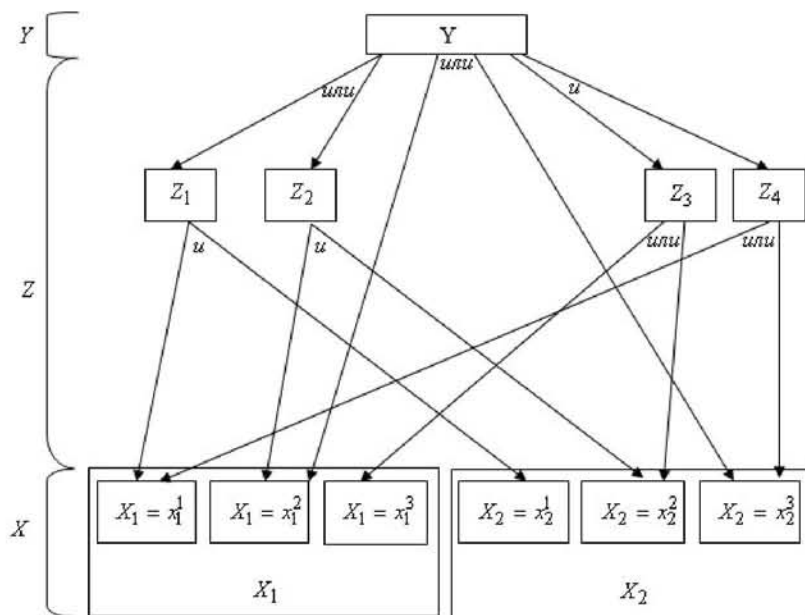 Y Y
или или и
Z₁ Z₂ Z₃ Z₄
и и или или
Z
X X₁ = x₁¹ X₁ = x₁² X₁ = x₁³ X₂ = x₂¹ X₂ = x₂² X₂ = x₂³
X₁ X₂